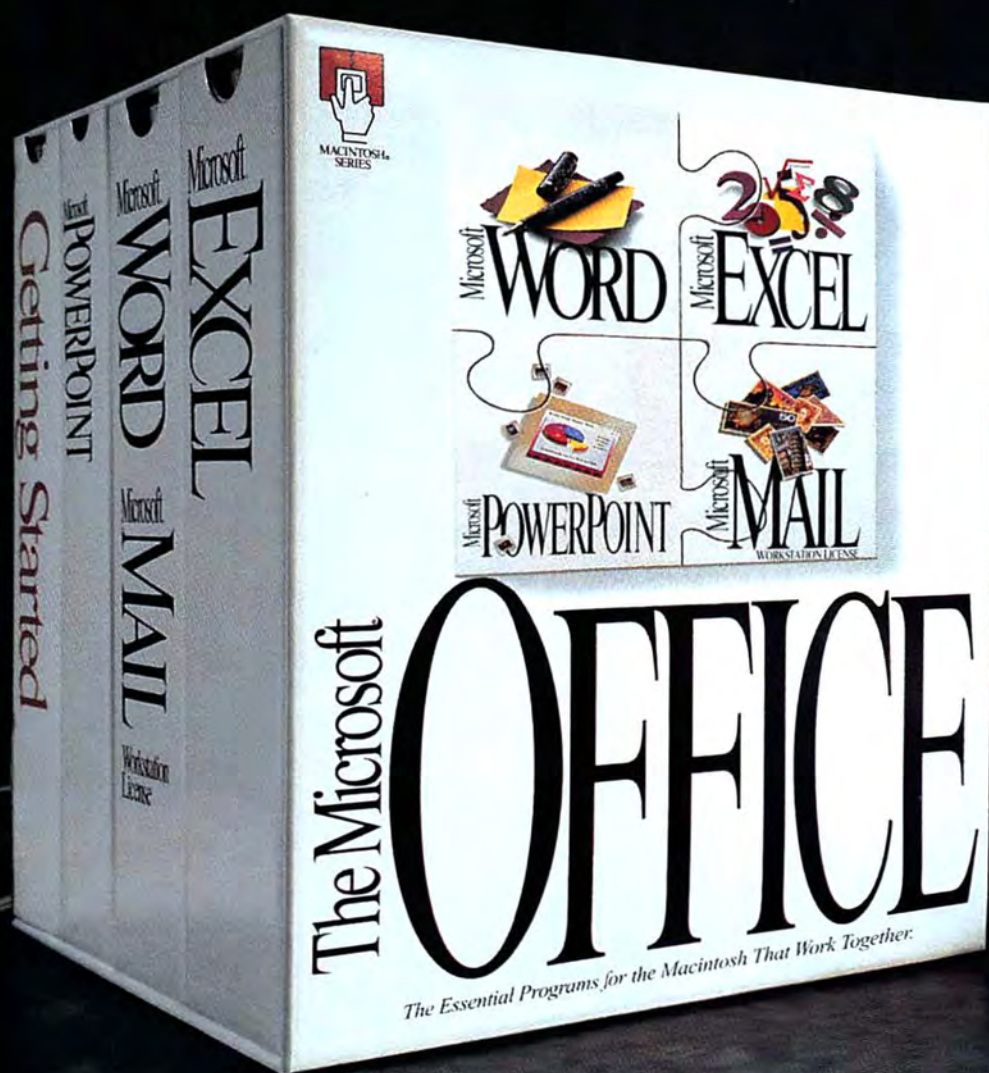 Getting Started
Microsoft
POWERPOINT
Microsoft
WORD
Microsoft
MAIL
Workstation
License
Microsoft
EXCEL
MACINTOSH®
SERIES
Microsoft
WORD
Microsoft
EXCEL
Microsoft
POWERPOINT
Microsoft
MAIL
WORKSTATION LICENSE
The Microsoft
OFFICE
The Essential Programs for the Macintosh That Work Together.